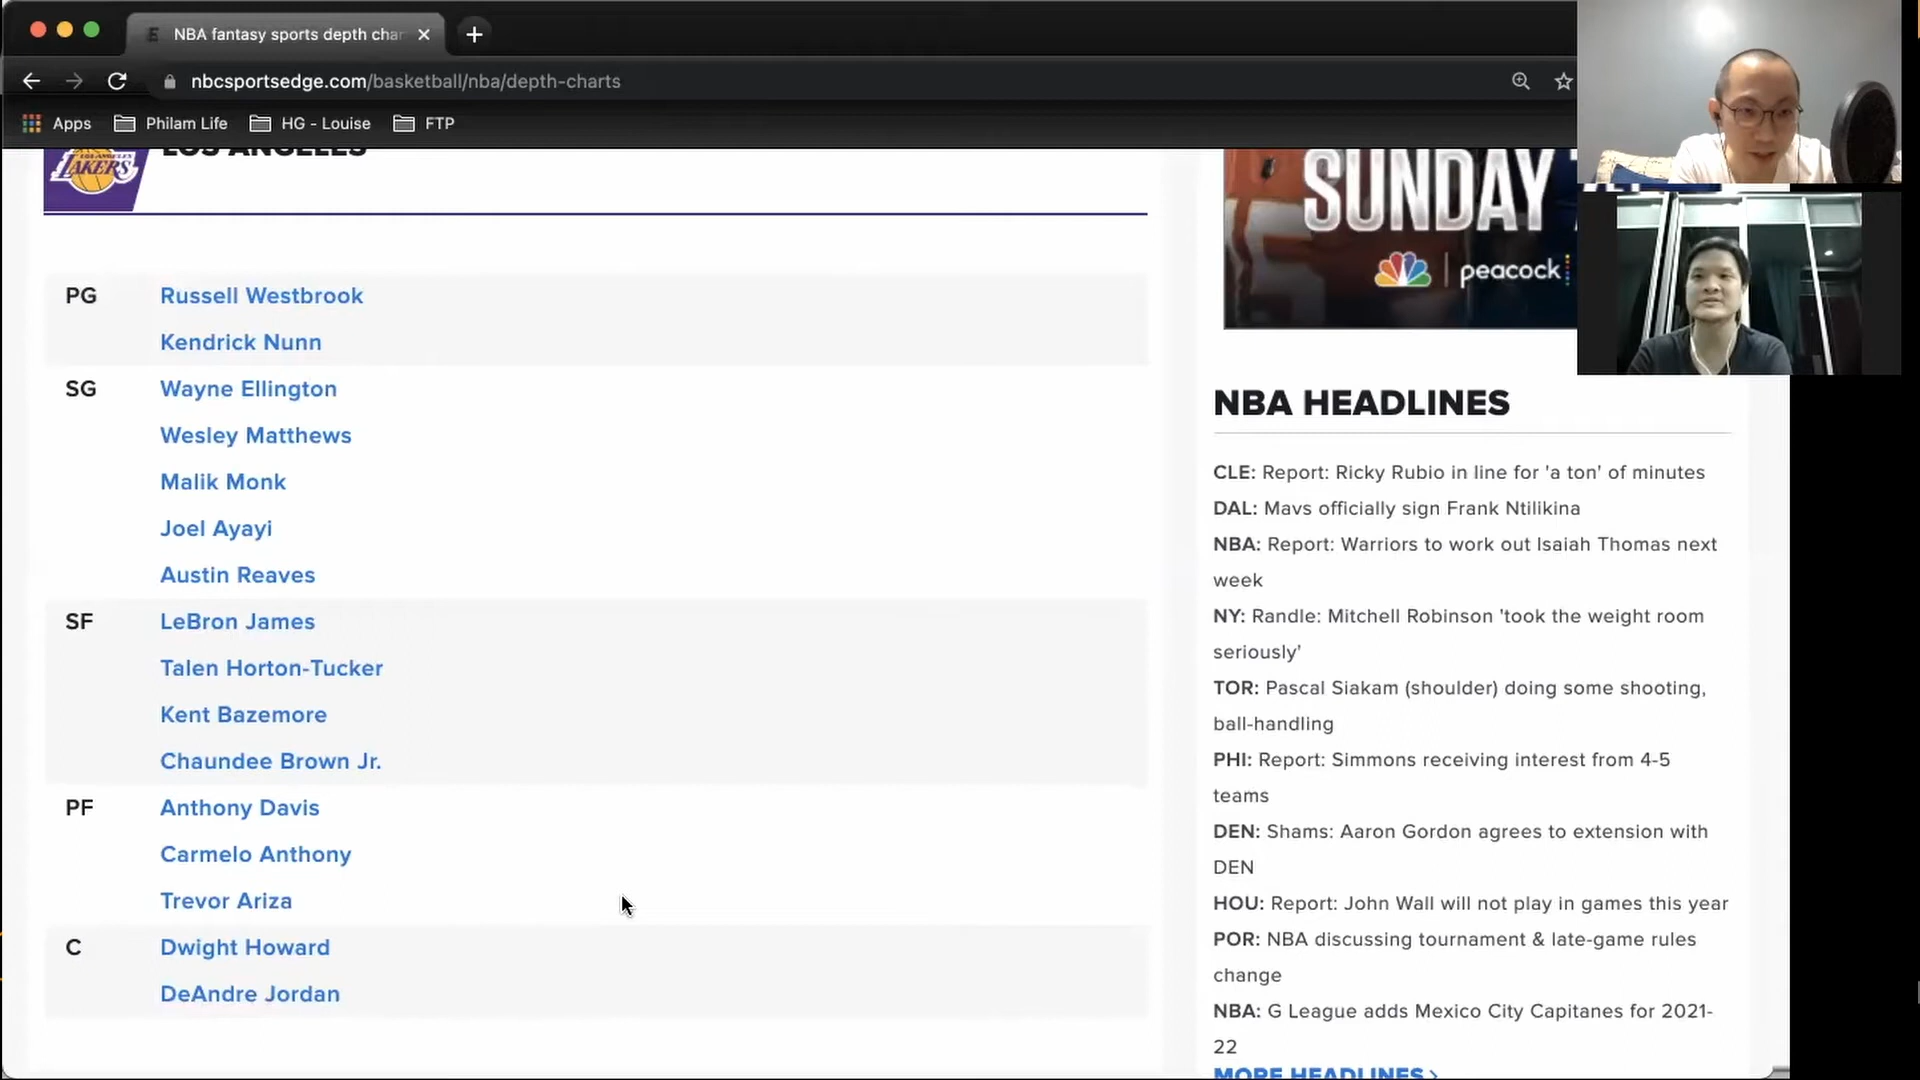 NBA fantasy sports depth char
nbcsportsedge.com/basketball/nba/depth-charts
Apps
Philam Life
HG - Louise
FTP
LOS ANGELES
LOS ANGELES
LAKERS
PG
Russell Westbrook
Kendrick Nunn
SG
Wayne Ellington
Wesley Matthews
Malik Monk
Joel Ayayi
Austin Reaves
SF
LeBron James
Talen Horton-Tucker
Kent Bazemore
Chaundee Brown Jr.
PF
Anthony Davis
Carmelo Anthony
Trevor Ariza
C
Dwight Howard
DeAndre Jordan
SUNDAY
peacock
NBA HEADLINES
CLE: Report: Ricky Rubio in line for 'a ton' of minutes
DAL: Mavs officially sign Frank Ntilikina
NBA: Report: Warriors to work out Isaiah Thomas next
week
NY: Randle: Mitchell Robinson 'took the weight room
seriously'
TOR: Pascal Siakam (shoulder) doing some shooting,
ball-handling
PHI: Report: Simmons receiving interest from 4-5
teams
DEN: Shams: Aaron Gordon agrees to extension with
DEN
HOU: Report: John Wall will not play in games this year
POR: NBA discussing tournament & late-game rules
change
NBA: G League adds Mexico City Capitanes for 2021-
22
MORE HEADLINES >